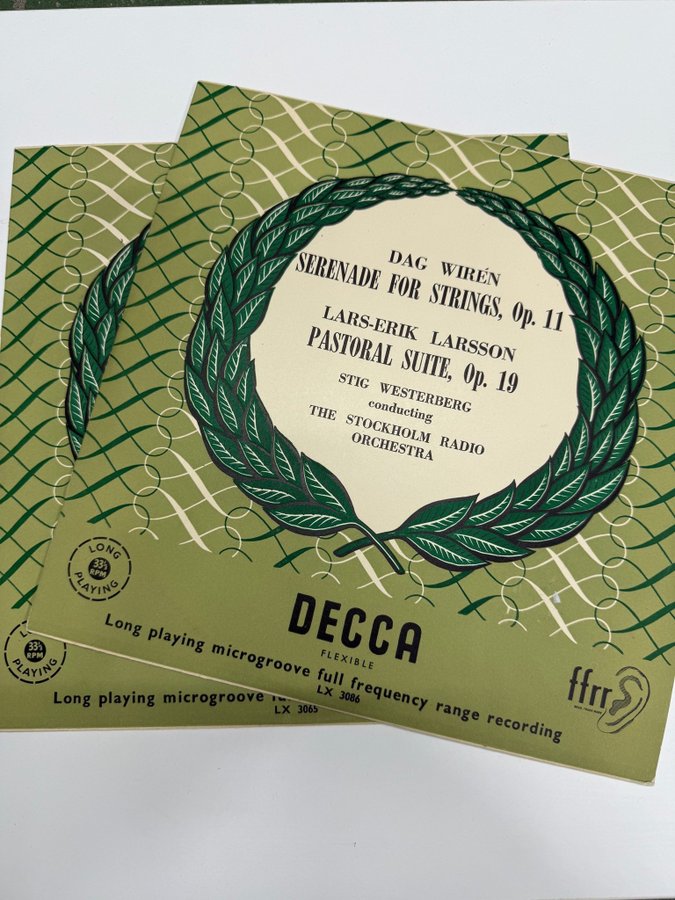 DAG WIRÉN
SERENADE FOR STRINGS, Op. 11
LARS-ERIK LARSSON
PASTORAL SUITE, Op. 19
STIG WESTERBERG
conducting
THE STOCKHOLM RADIO
ORCHESTRA
LONG
33⅓
RPM
PLAYING
DECCA
FLEXIBLE
Long playing microgroove full frequency range recording
LX 3086
ffrr
LONG
33⅓
RPM
PLAYING
Long playing microgroove
LX 3065